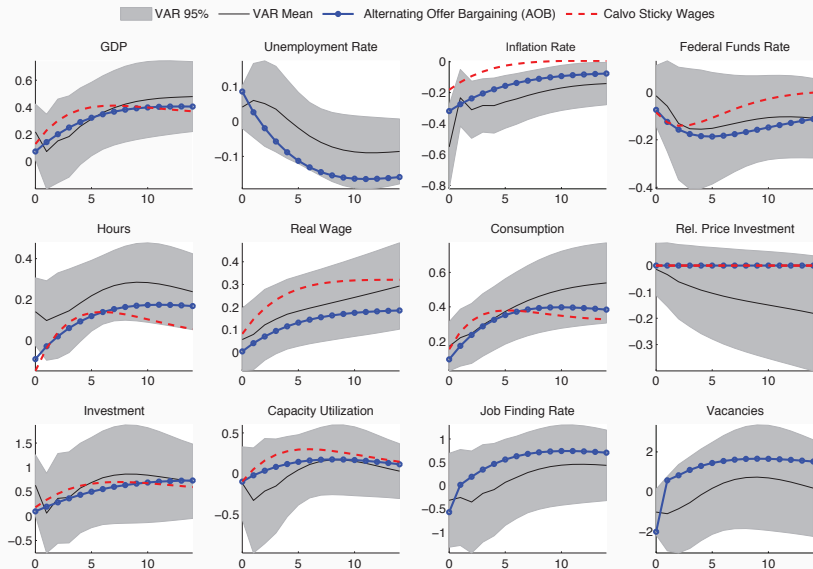 VAR 95% VAR Mean Alternating Offer Bargaining (AOB) Calvo Sticky Wages
GDP Unemployment Rate Inflation Rate Federal Funds Rate
0.6
0.4
0.2
0
0 5 10
0.1
0
−0.1
0 5 10
0
−0.2
−0.4
−0.6
−0.8
0 5 10
0
−0.2
−0.4
0 5 10
Hours Real Wage Consumption Rel. Price Investment
0.4
0.2
0
0 5 10
0.4
0.3
0.2
0.1
0
0 5 10
0.6
0.4
0.2
0 5 10
0
−0.1
−0.2
−0.3
0 5 10
Investment Capacity Utilization Job Finding Rate Vacancies
1.5
1
0.5
0
−0.5
0 5 10
0.5
0
−0.5
0 5 10
1
0.5
0
−0.5
−1
0 5 10
2
0
−2
0 5 10